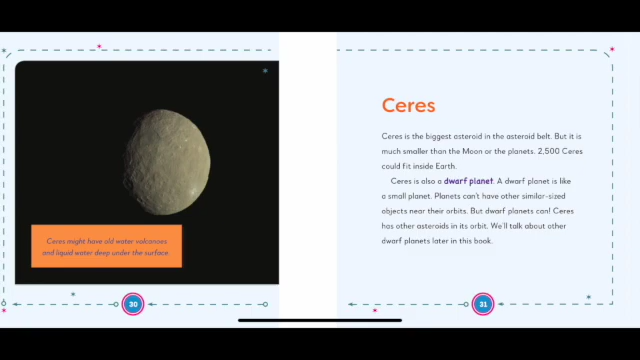 Ceres might have old water volcanoes
and liquid water deep under the surface.
30
Ceres
Ceres is the biggest asteroid in the asteroid belt. But it is
much smaller than the Moon or the planets. 2,500 Ceres
could fit inside Earth.
Ceres is also a dwarf planet. A dwarf planet is like
a small planet. Planets can't have other similar-sized
objects near their orbits. But dwarf planets can! Ceres
has other asteroids in its orbit. We'll talk about other
dwarf planets later in this book.
31